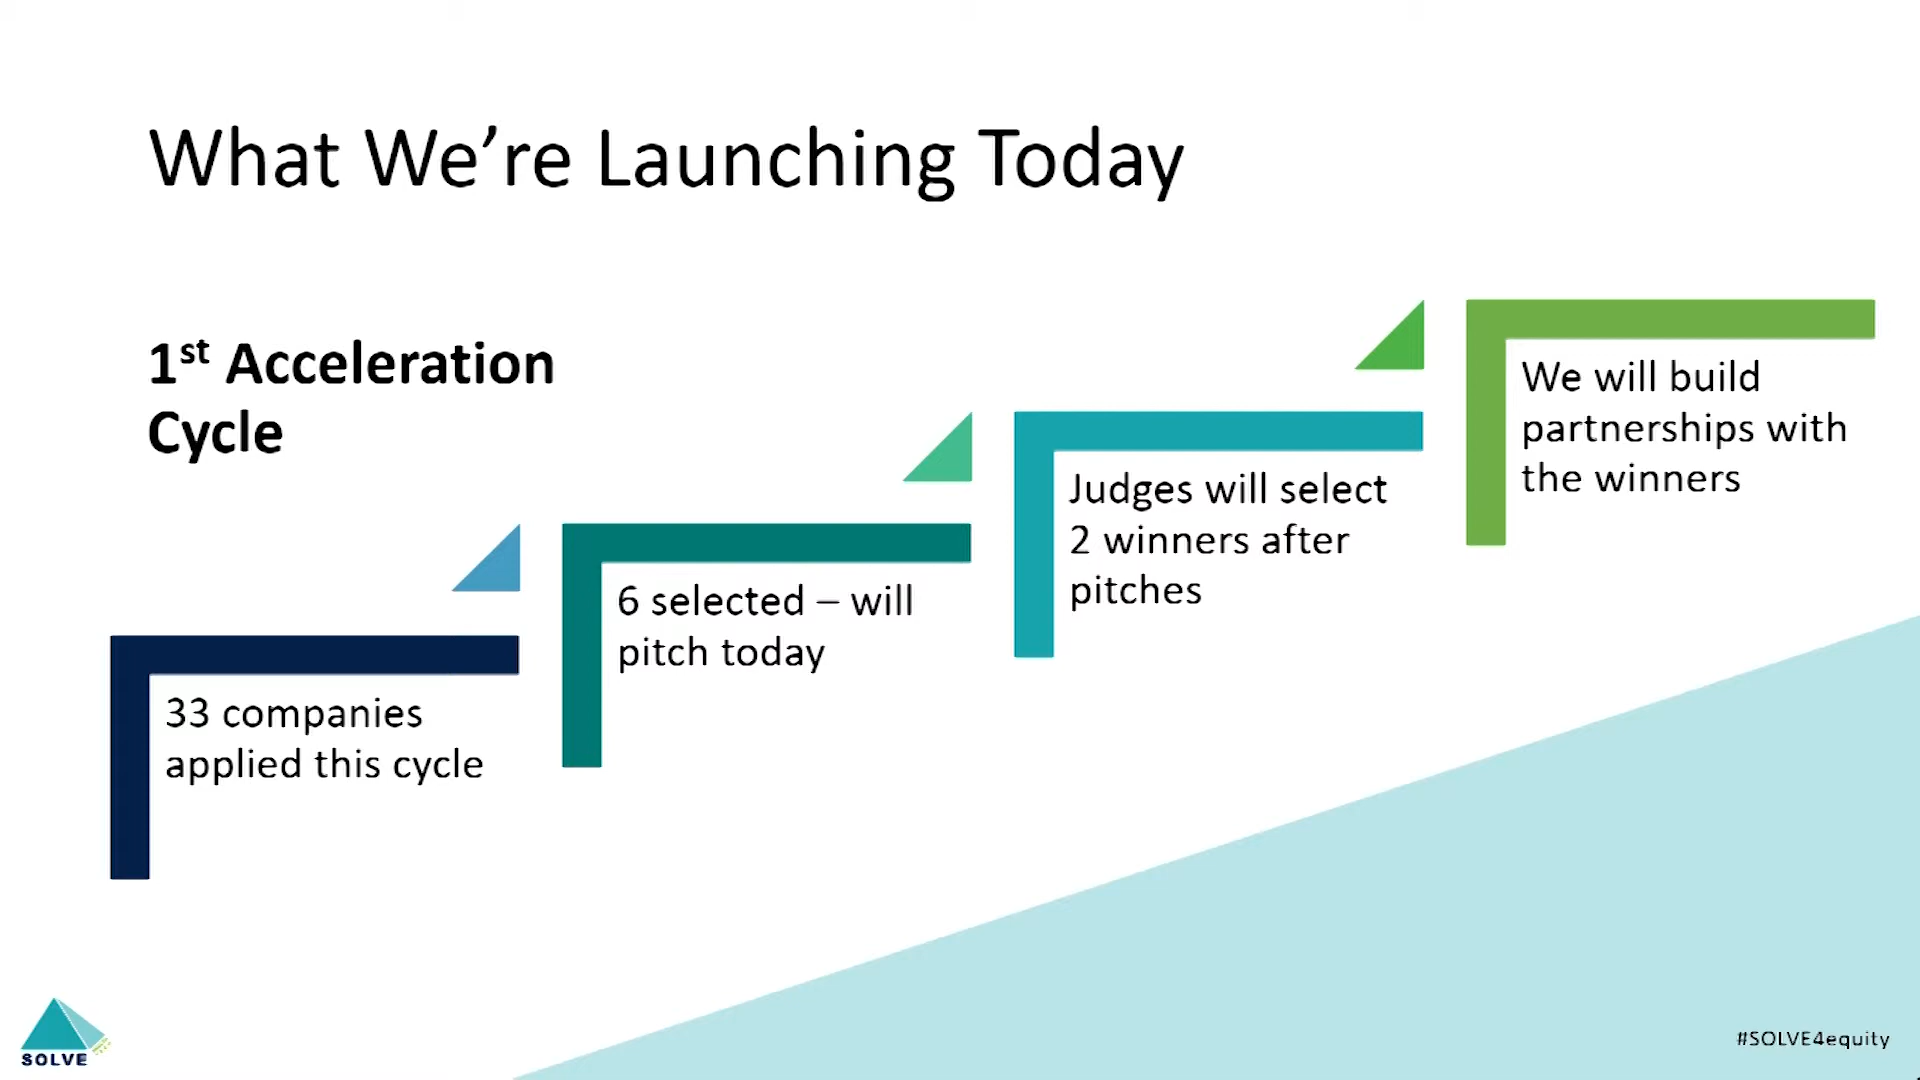 What We’re Launching Today
1st Acceleration
Cycle
33 companies
applied this cycle
6 selected – will
pitch today
Judges will select
2 winners after
pitches
We will build
partnerships with
the winners
SOLVE
#SOLVE4equity